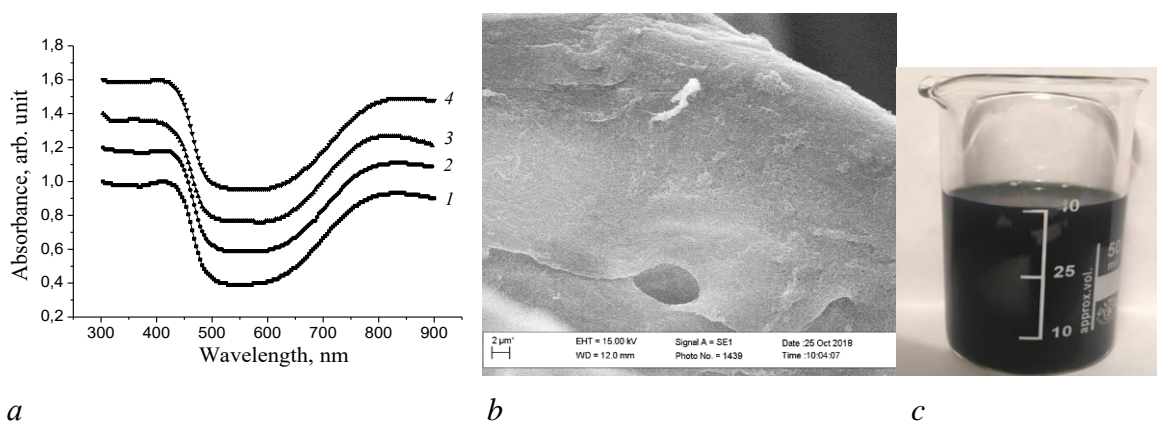 Absorbance, arb. unit
1,8
1,6
1,4
1,2
1,0
0,8
0,6
0,4
0,2
4
3
2
1
300 400 500 600 700 800 900
Wavelength, nm
2 µm
EHT = 15.00 kV
WD = 12.0 mm
Signal A = SE1
Photo No. = 1439
Date :25 Oct 2018
Time :10:04:07
40
25
10
50
approx.vol.
a b c